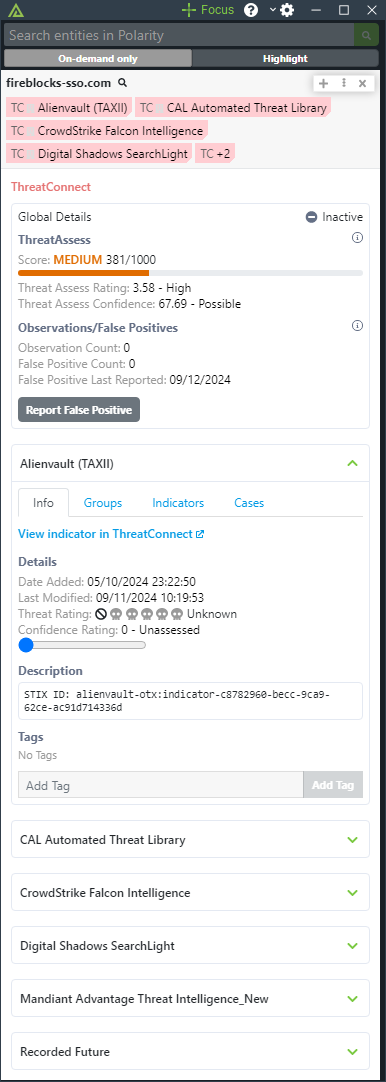 Focus
Search entities in Polarity
On-demand only
Highlight
fireblocks-sso.com
TC Alienvault (TAXII) TC CAL Automated Threat Library
TC CrowdStrike Falcon Intelligence
TC Digital Shadows SearchLight TC +2
ThreatConnect
Global Details
Inactive
ThreatAssess
Score: MEDIUM 381/1000
Threat Assess Rating: 3.58 - High
Threat Assess Confidence: 67.69 - Possible
Observations/False Positives
Observation Count: 0
False Positive Count: 0
False Positive Last Reported: 09/12/2024
Report False Positive
Alienvault (TAXII)
Info Groups Indicators Cases
View indicator in ThreatConnect
Details
Date Added: 05/10/2024 23:22:50
Last Modified: 09/11/2024 10:19:53
Threat Rating: Unknown
Confidence Rating: 0 - Unassessed
Description
STIX ID: alienvault-otx:indicator-c8782960-becc-9ca9-
62ce-ac91d714336d
Tags
No Tags
Add Tag Add Tag
CAL Automated Threat Library
CrowdStrike Falcon Intelligence
Digital Shadows SearchLight
Mandiant Advantage Threat Intelligence_New
Recorded Future